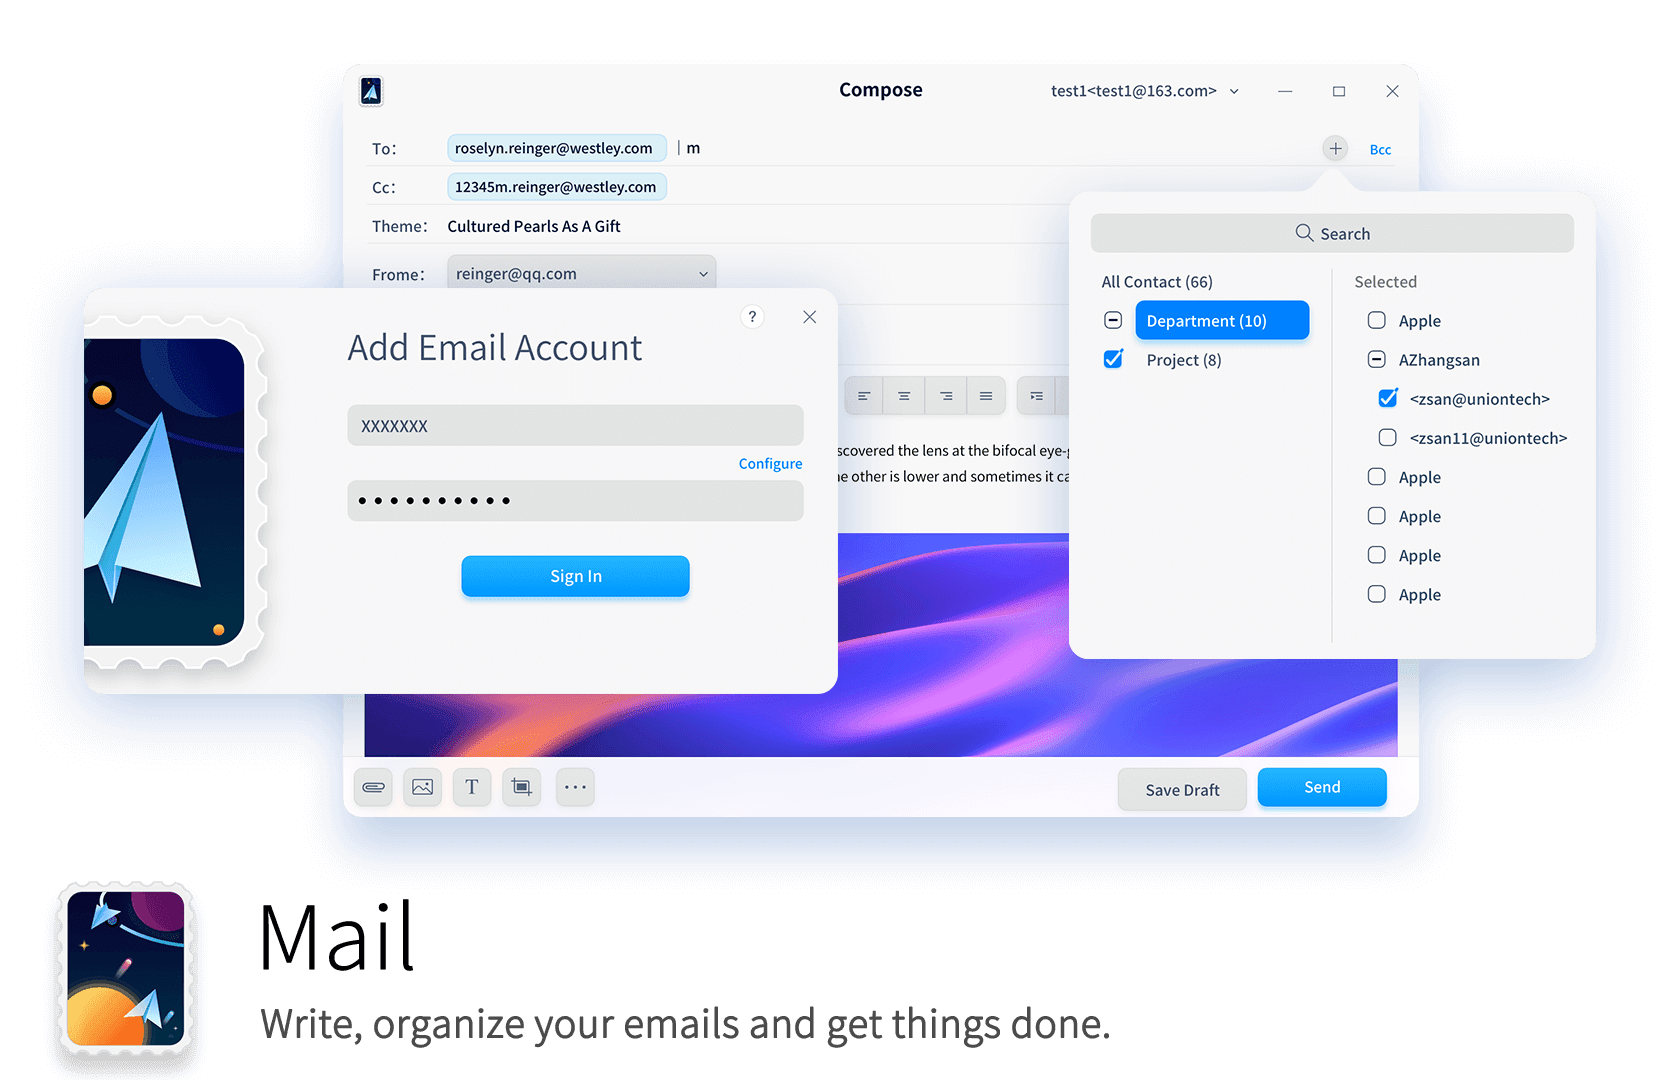 Compose
test1<test1@163.com>
To: roselyn.reinger@westley.com | m
Bcc
Cc: 12345m.reinger@westley.com
Theme: Cultured Pearls As A Gift
Frome: reinger@qq.com
Search
All Contact (66)
Department (10)
Project (8)
Selected
Apple
AZhangsan
<zsan@uniontech>
<zsan11@uniontech>
Apple
Apple
Apple
Apple
?
Add Email Account
XXXXXXX
Configure
Sign In
scovered the lens at the bifocal eye-
e other is lower and sometimes it ca
T
Save Draft
Send
Mail
Write, organize your emails and get things done.